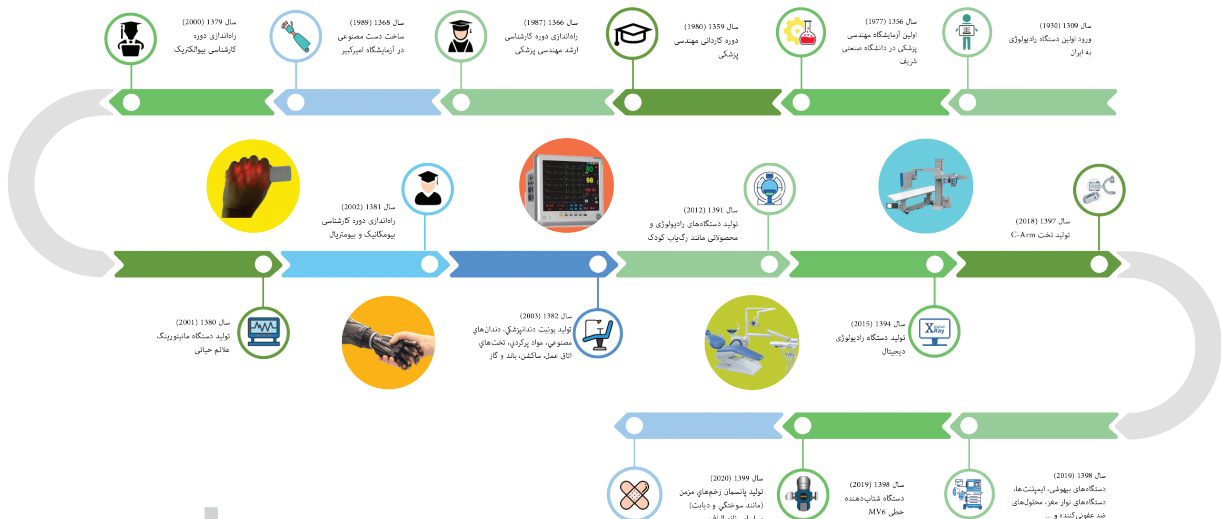 سال 1309 (1930)
ورود اولین دستگاه رادیولوژی
به ایران
سال 1356 (1977)
اولین آزمایشگاه مهندسی
پزشکی در دانشگاه صنعتی
شریف
سال 1359 (1980)
دوره کاردانی مهندسی
پزشکی
سال 1366 (1987)
راه‌اندازی دوره کارشناسی
ارشد مهندسی پزشکی
سال 1368 (1989)
ساخت دست مصنوعی
در آزمایشگاه امیرکبیر
سال 1379 (2000)
راه‌اندازی دوره
کارشناسی بیوالکتریک
سال 1380 (2001)
تولید دستگاه مانیتورینگ
علائم حیاتی
سال 1381 (2002)
راه‌اندازی دوره کارشناسی
بیومکانیک و بیومتریال
سال 1382 (2003)
تولید یونیت دندانپزشکي، دندان‌هاي
مصنوعي، مواد پرکردني، تخت‌هاي
اتاق عمل، ساکشن، باند و گاز
سال 1391 (2012)
تولید دستگاه‌های رادیولوژی و
محصولاتی مانند رگ‌یاب کودک
سال 1394 (2015)
تولید دستگاه رادیولوژی
دیجیتال
X Ray
سال 1397 (2018)
تولید تخت C-Arm
سال 1398 (2019)
دستگاه‌های بیهوشی، ایمپلنت‌ها،
دستگاه‌های نوار مغز، محلول‌های
ضد عفونی‌کننده و ...
سال 1398 (2019)
دستگاه شتاب‌دهنده
خطی MV6
سال 1399 (2020)
تولید پانسمان زخم‌هاي مزمن
(مانند سوختگي و دیابت)